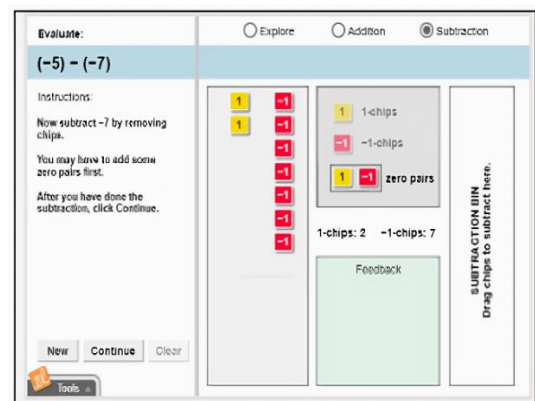 Evaluate:
Explore
Addition
Subtraction
(−5) − (−7)
Instructions:
Now subtract −7 by removing
chips.
You may have to add some
zero pairs first.
After you have done the
subtraction, click Continue.
New
Continue
Clear
Tools
1 −1
1 −1
−1
−1
−1
−1
−1
1 1-chips
−1 −1-chips
1 −1 zero pairs
1-chips: 2 −1-chips: 7
Feedback
SUBTRACTION BIN
Drag chips to subtract here.